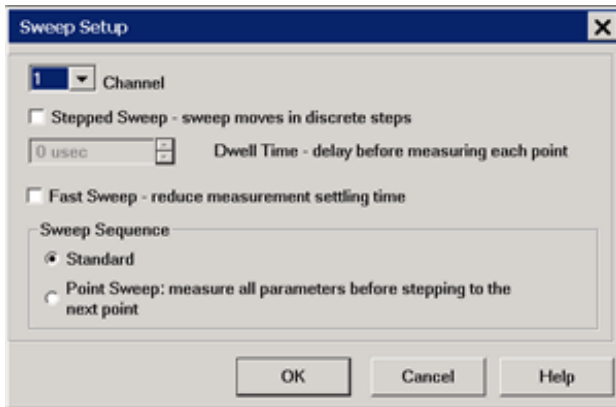 Sweep Setup
1 Channel
Stepped Sweep - sweep moves in discrete steps
0 usec Dwell Time - delay before measuring each point
Fast Sweep - reduce measurement settling time
Sweep Sequence
Standard
Point Sweep: measure all parameters before stepping to the
next point
OK Cancel Help